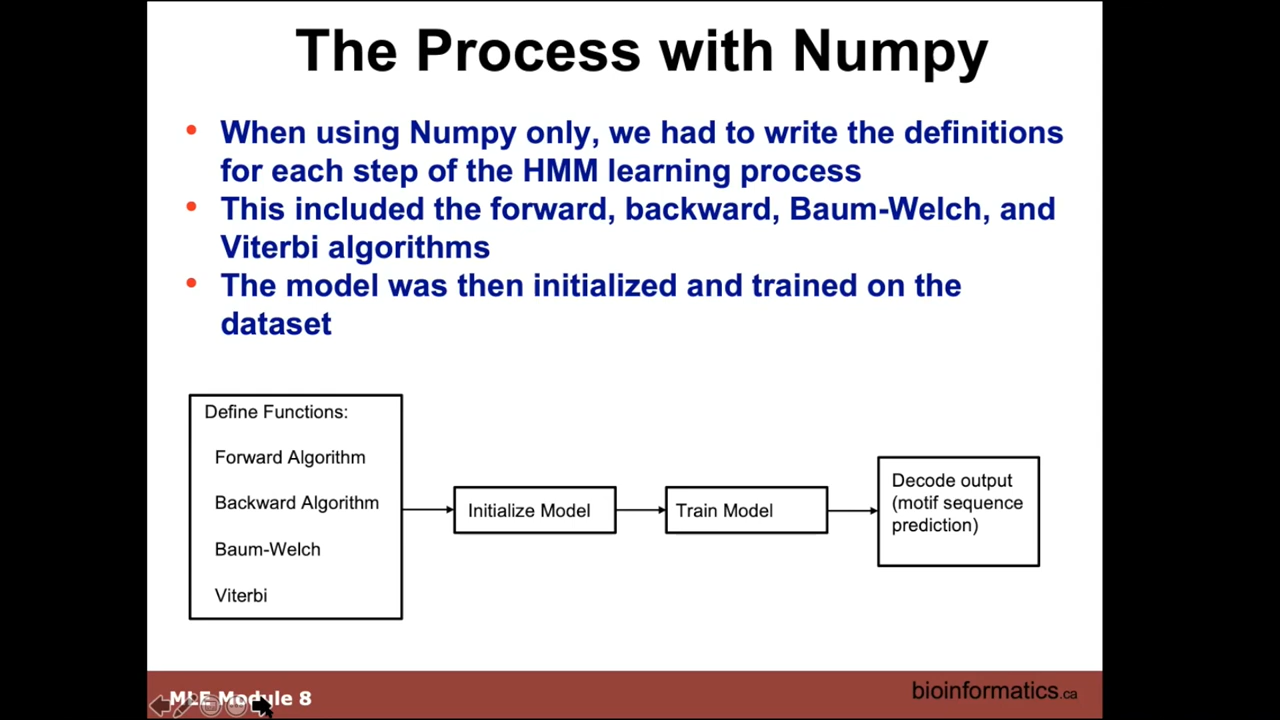 The Process with Numpy
When using Numpy only, we had to write the definitions
for each step of the HMM learning process
This included the forward, backward, Baum-Welch, and
Viterbi algorithms
The model was then initialized and trained on the
dataset
Define Functions:
Forward Algorithm
Backward Algorithm
Baum-Welch
Viterbi
Initialize Model
Train Model
Decode output
(motif sequence
prediction)
MLE Module 8
bioinformatics.ca